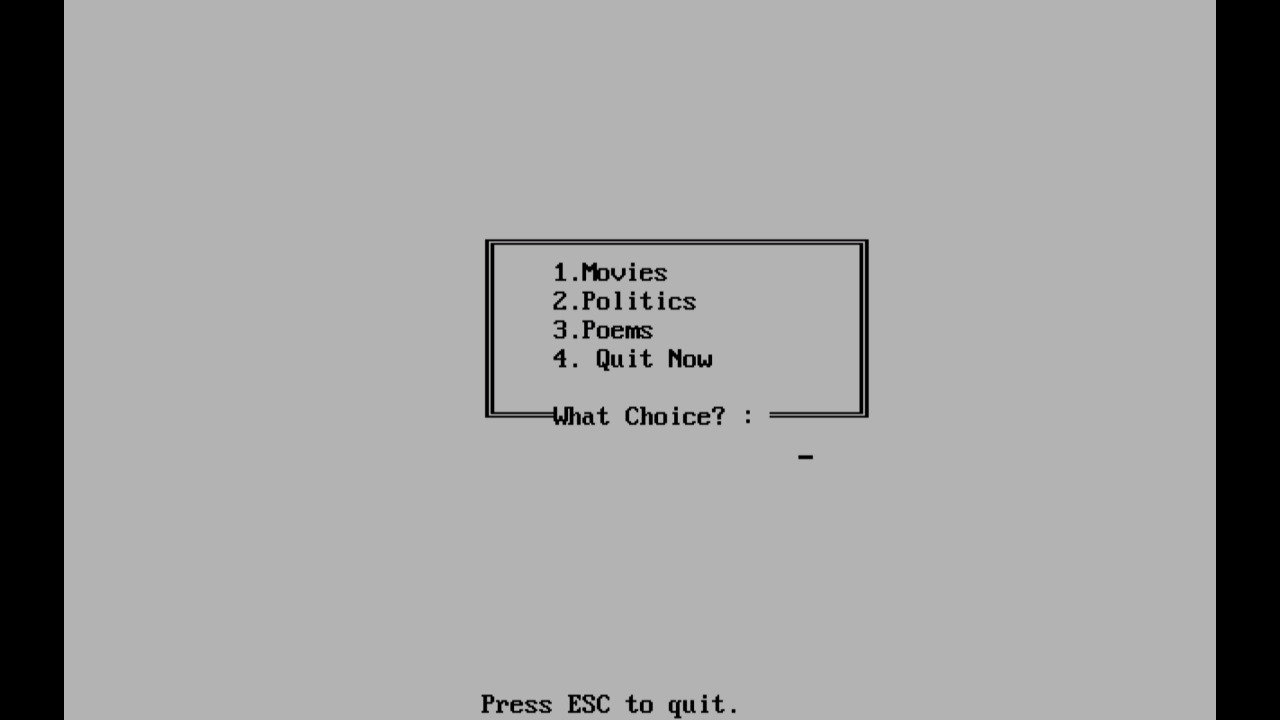 1.Movies
2.Politics
3.Poems
4. Quit Now
What Choice? :
Press ESC to quit.